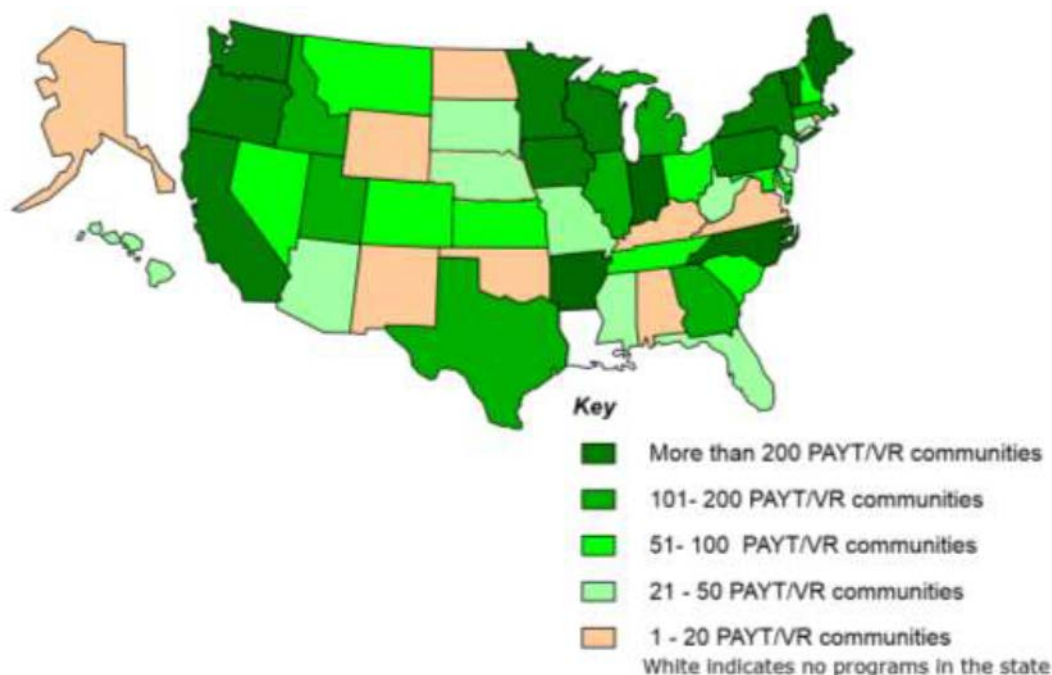 Key
More than 200 PAYT/VR communities
101- 200 PAYT/VR communities
51- 100 PAYT/VR communities
21 - 50 PAYT/VR communities
1 - 20 PAYT/VR communities
White indicates no programs in the state